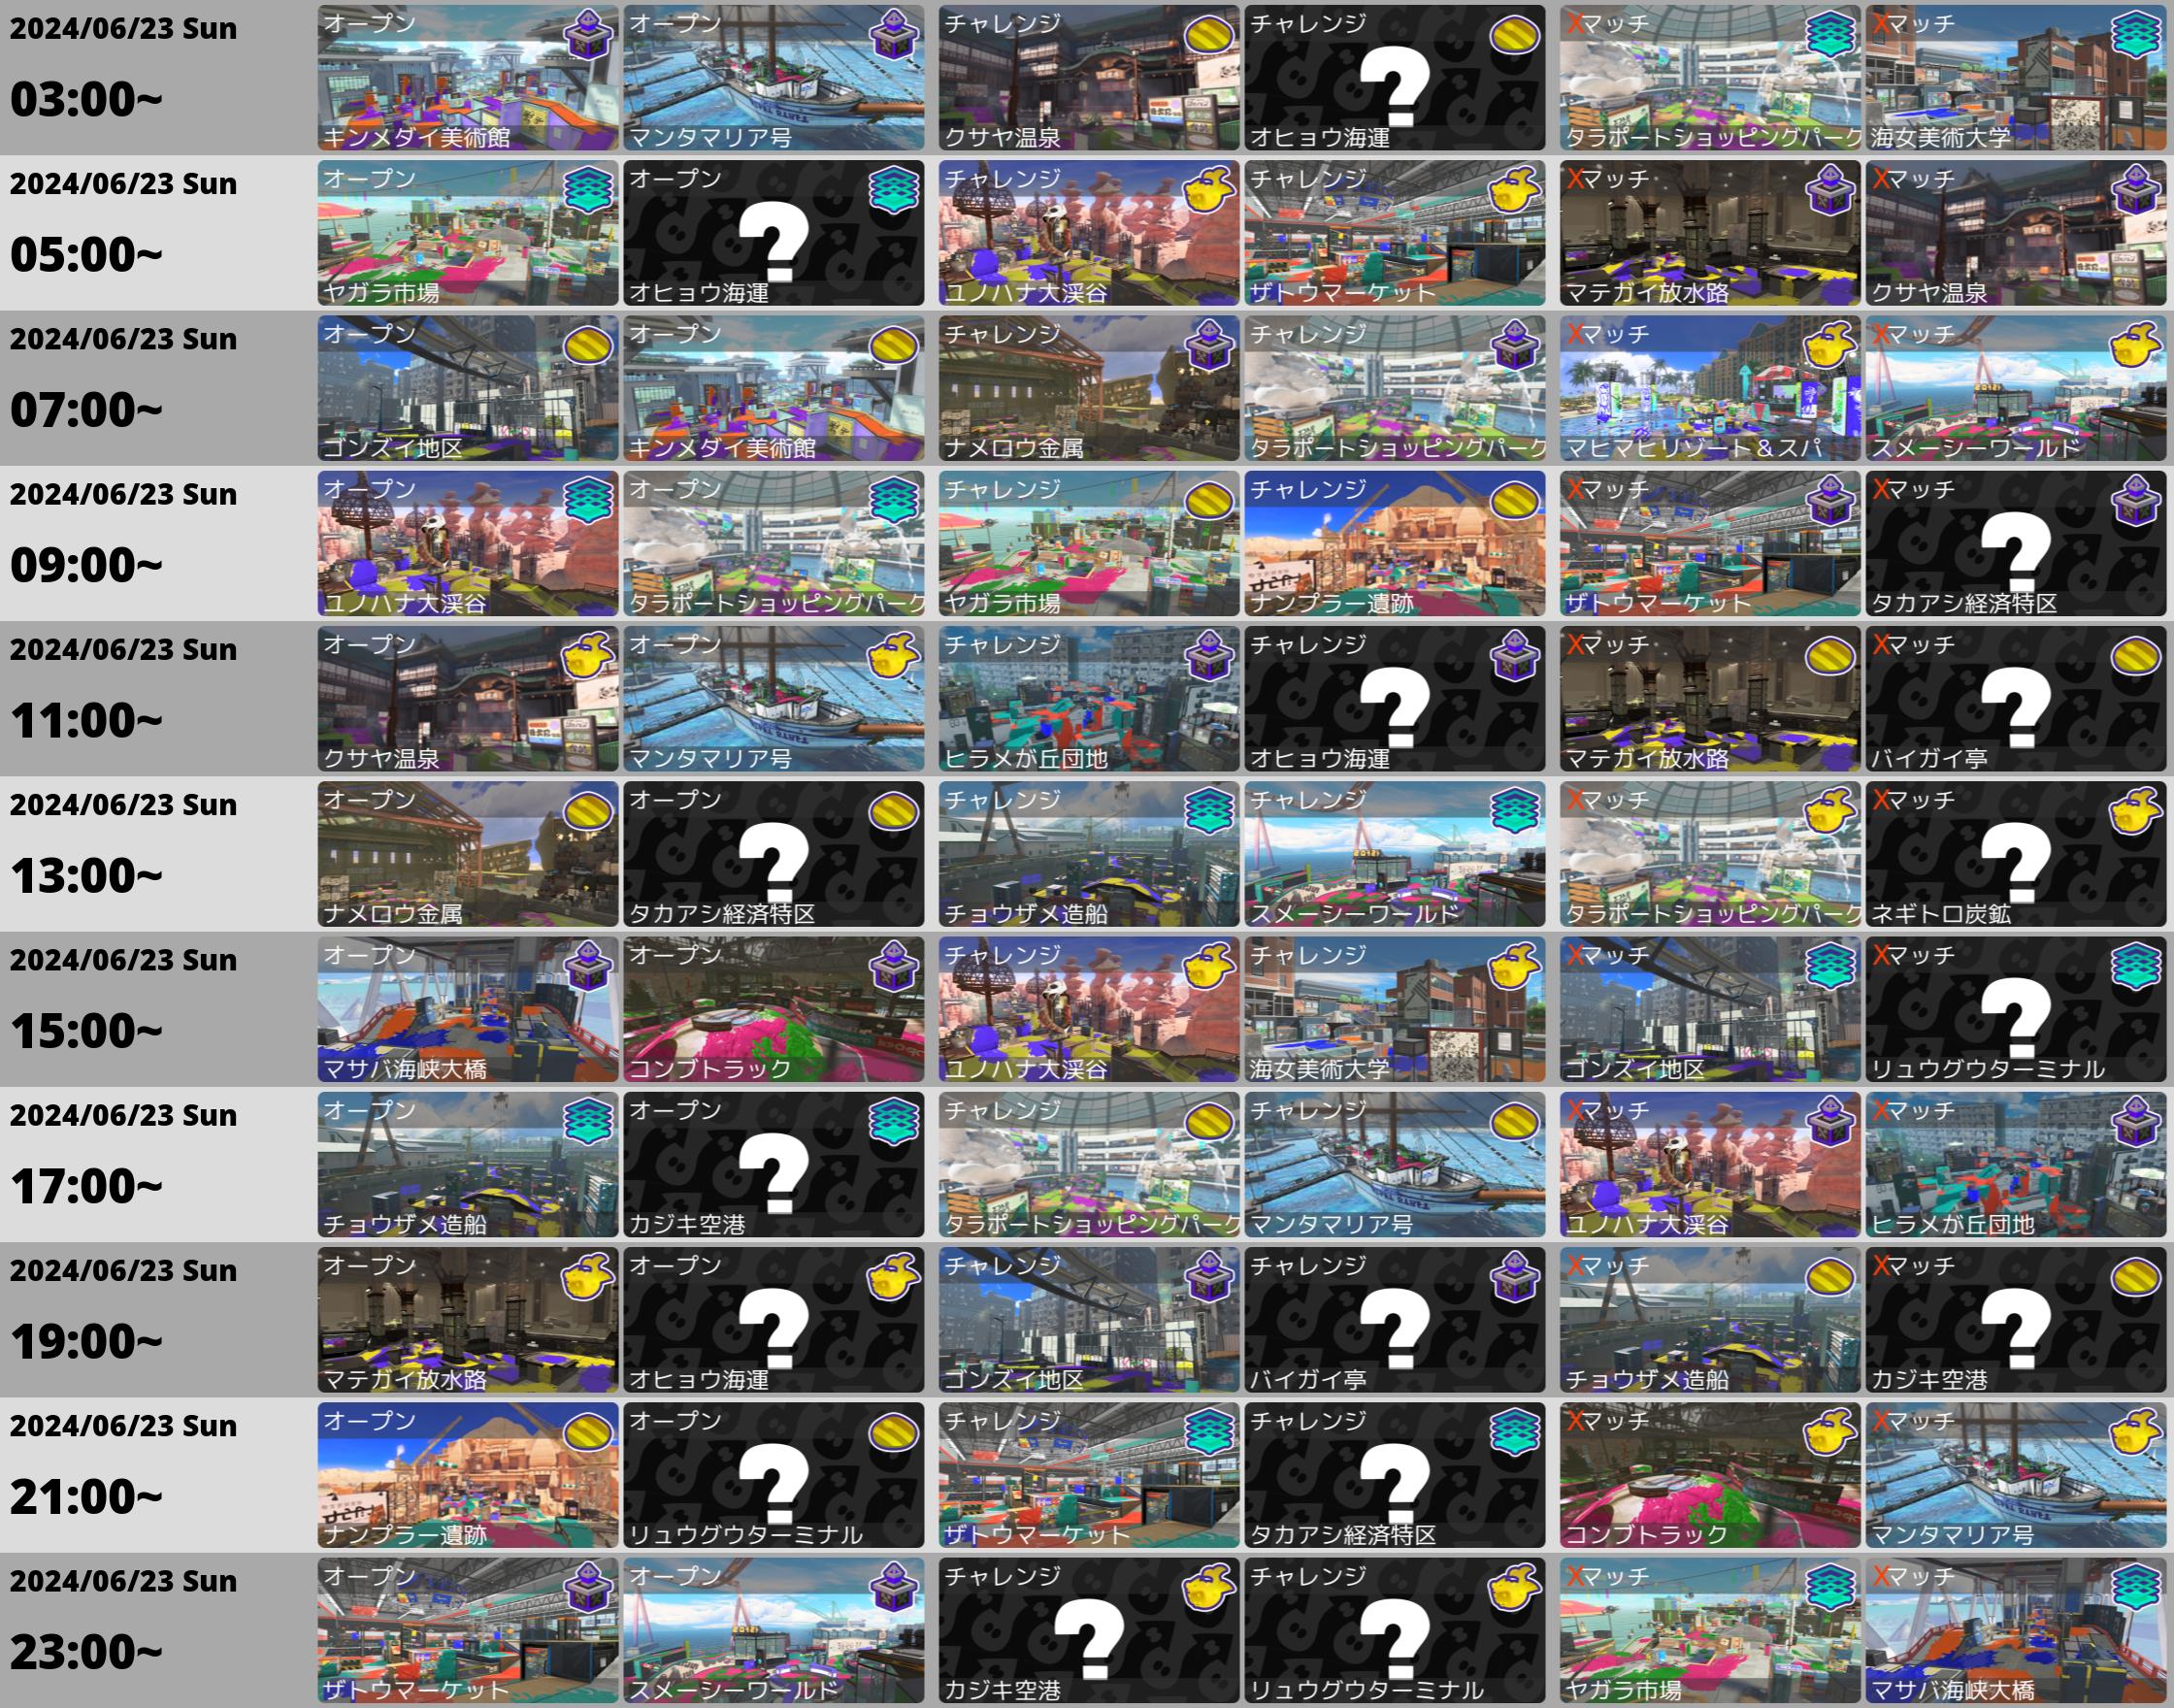 2024/06/23 Sun
03:00~
オープン
キンメダイ美術館
オープン
マンタマリア号
チャレンジ
クサヤ温泉
チャレンジ
オヒョウ海運
Xマッチ
タラポートショッピングパーク
Xマッチ
海女美術大学
2024/06/23 Sun
05:00~
オープン
ヤガラ市場
オープン
オヒョウ海運
チャレンジ
ユノハナ大渓谷
チャレンジ
ザトウマーケット
Xマッチ
マテガイ放水路
Xマッチ
クサヤ温泉
2024/06/23 Sun
07:00~
オープン
ゴンズイ地区
オープン
キンメダイ美術館
チャレンジ
ナメロウ金属
チャレンジ
タラポートショッピングパーク
Xマッチ
マヒマヒリゾート&スパ
Xマッチ
スメーシーワールド
2024/06/23 Sun
09:00~
オープン
ユノハナ大渓谷
オープン
タラポートショッピングパーク
チャレンジ
ヤガラ市場
チャレンジ
ナンプラー遺跡
Xマッチ
ザトウマーケット
Xマッチ
タカアシ経済特区
2024/06/23 Sun
11:00~
オープン
クサヤ温泉
オープン
マンタマリア号
チャレンジ
ヒラメが丘団地
チャレンジ
オヒョウ海運
Xマッチ
マテガイ放水路
Xマッチ
バイガイ亭
2024/06/23 Sun
13:00~
オープン
ナメロウ金属
オープン
タカアシ経済特区
チャレンジ
チョウザメ造船
チャレンジ
スメーシーワールド
Xマッチ
タラポートショッピングパーク
Xマッチ
ネギトロ炭鉱
2024/06/23 Sun
15:00~
オープン
マサバ海峡大橋
オープン
コンブトラック
チャレンジ
ユノハナ大渓谷
チャレンジ
海女美術大学
Xマッチ
ゴンズイ地区
Xマッチ
リュウグウターミナル
2024/06/23 Sun
17:00~
オープン
チョウザメ造船
オープン
カジキ空港
チャレンジ
タラポートショッピングパーク
チャレンジ
マンタマリア号
Xマッチ
ユノハナ大渓谷
Xマッチ
ヒラメが丘団地
2024/06/23 Sun
19:00~
オープン
マテガイ放水路
オープン
オヒョウ海運
チャレンジ
ゴンズイ地区
チャレンジ
バイガイ亭
Xマッチ
チョウザメ造船
Xマッチ
カジキ空港
2024/06/23 Sun
21:00~
オープン
ナンプラー遺跡
オープン
リュウグウターミナル
チャレンジ
ザトウマーケット
チャレンジ
タカアシ経済特区
Xマッチ
コンブトラック
Xマッチ
マンタマリア号
2024/06/23 Sun
23:00~
オープン
ザトウマーケット
オープン
スメーシーワールド
チャレンジ
カジキ空港
チャレンジ
リュウグウターミナル
Xマッチ
ヤガラ市場
Xマッチ
マサバ海峡大橋